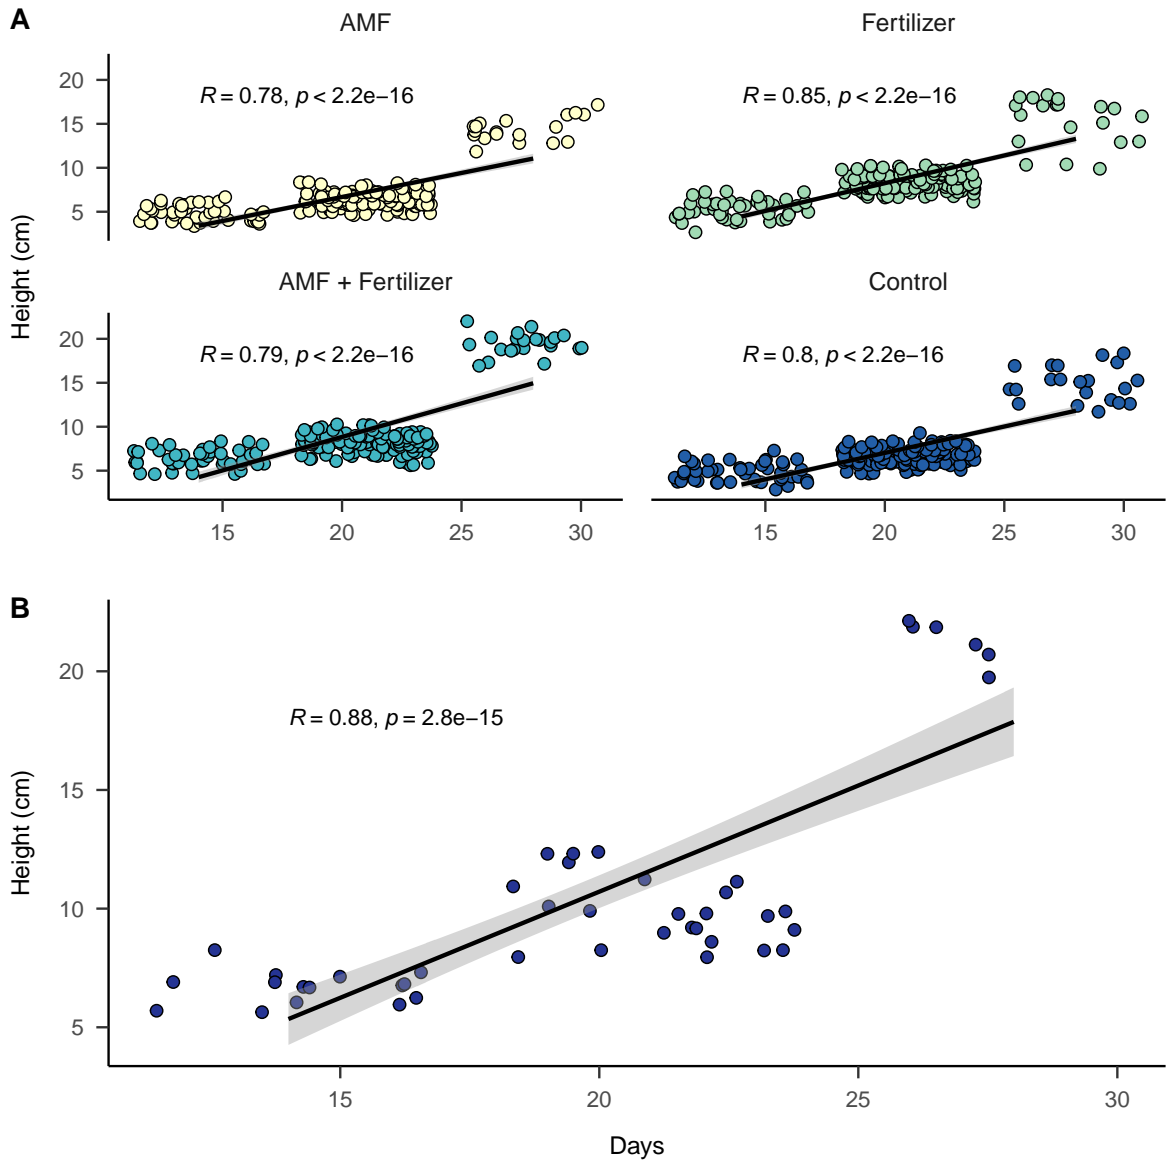 A
AMF
Fertilizer
R = 0.78, p < 2.2e−16
R = 0.85, p < 2.2e−16
20
15
10
5
Height (cm)
AMF + Fertilizer
Control
R = 0.79, p < 2.2e−16
R = 0.8, p < 2.2e−16
20
15
10
5
15 20 25 30
15 20 25 30
B
R = 0.88, p = 2.8e−15
Height (cm)
20
15
10
5
15 20 25 30
Days